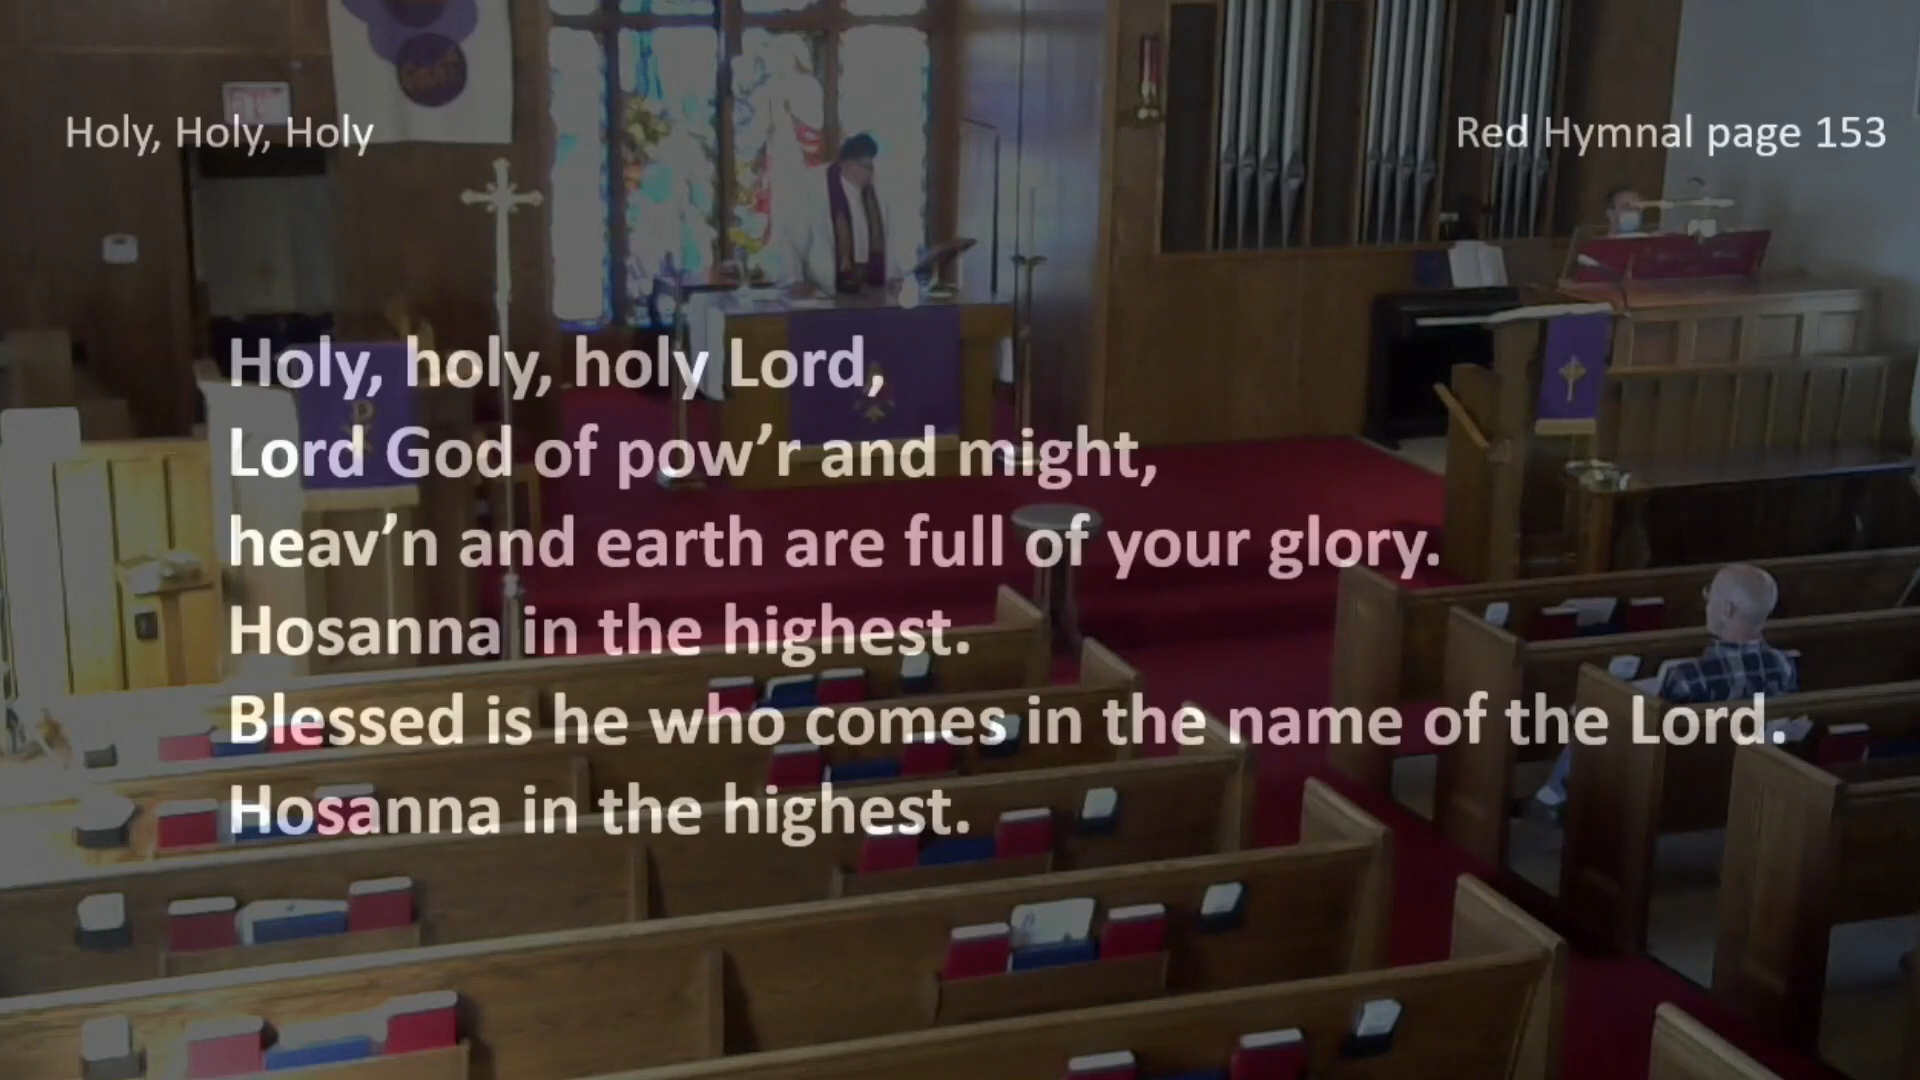 Holy, Holy, Holy
Red Hymnal page 153
Holy, holy, holy Lord,
Lord God of pow’r and might,
heav’n and earth are full of your glory.
Hosanna in the highest.
Blessed is he who comes in the name of the Lord.
Hosanna in the highest.